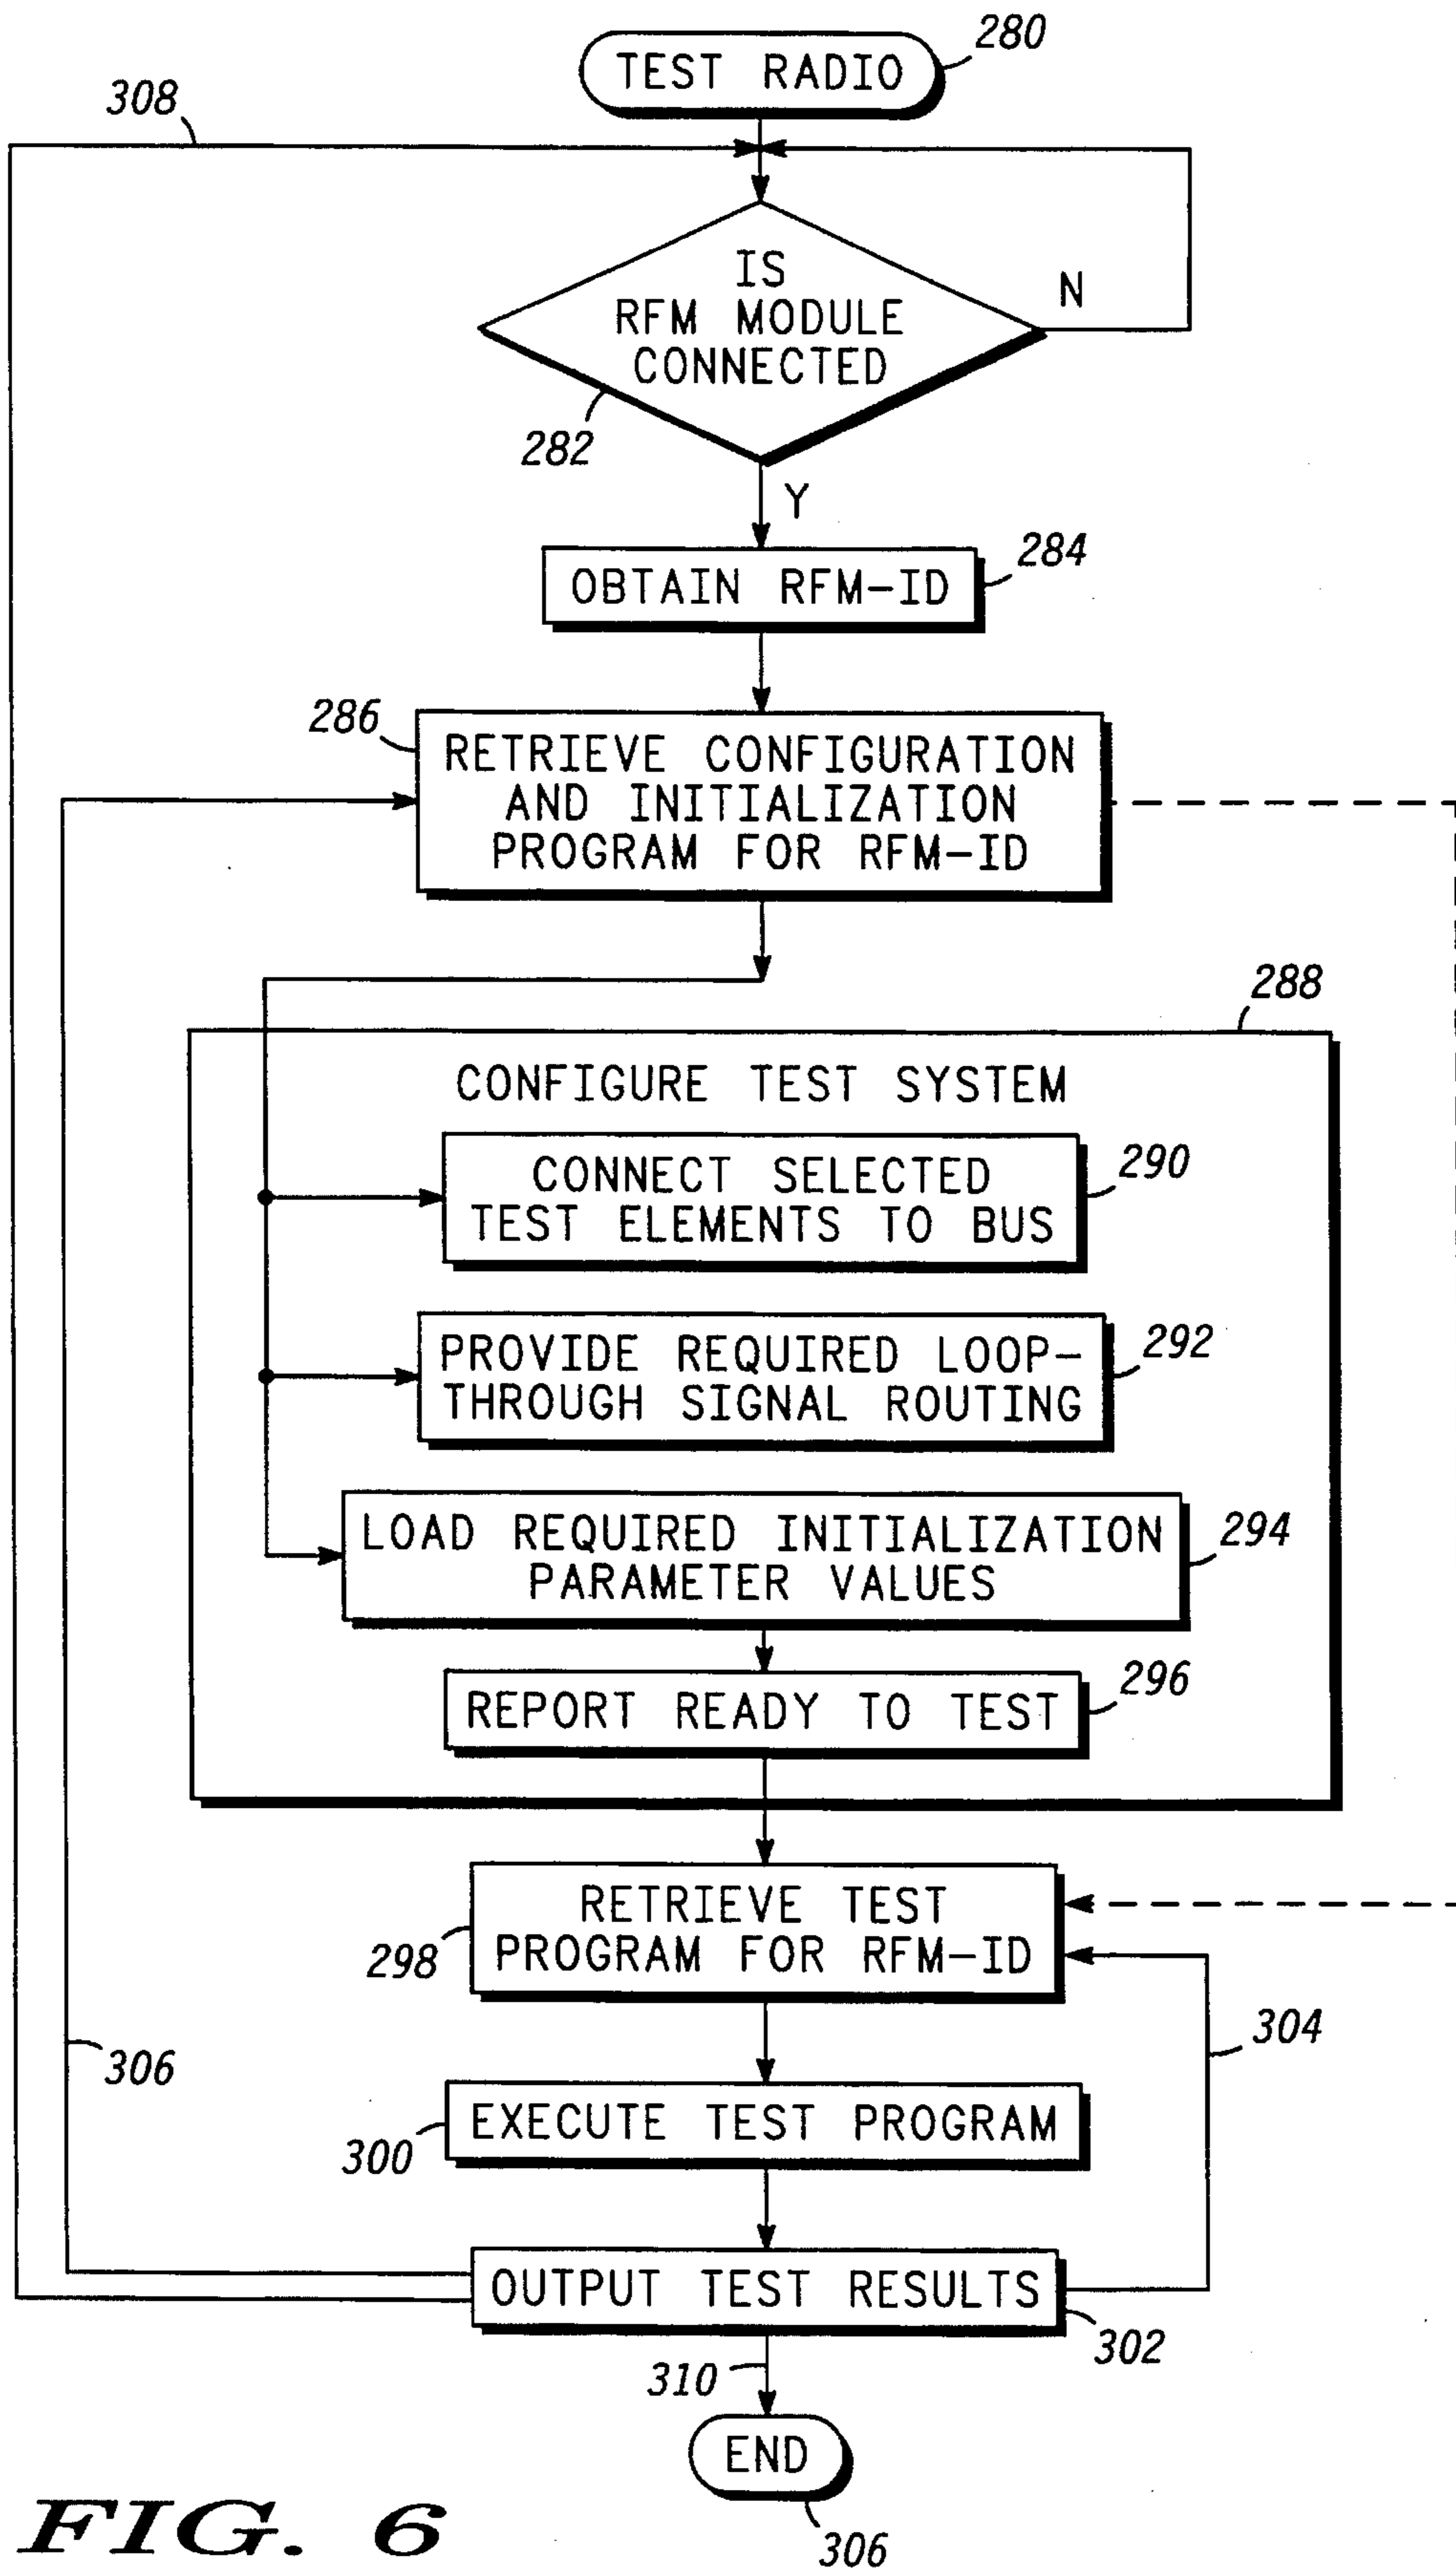 TEST RADIO
280
308
IS
RFM MODULE
CONNECTED
N
282
Y
OBTAIN RFM-ID
284
286
RETRIEVE CONFIGURATION
AND INITIALIZATION
PROGRAM FOR RFM-ID
288
CONFIGURE TEST SYSTEM
CONNECT SELECTED
TEST ELEMENTS TO BUS
290
PROVIDE REQUIRED LOOP-
THROUGH SIGNAL ROUTING
292
LOAD REQUIRED INITIALIZATION
PARAMETER VALUES
294
REPORT READY TO TEST
296
RETRIEVE TEST
PROGRAM FOR RFM-ID
298
304
306
EXECUTE TEST PROGRAM
300
OUTPUT TEST RESULTS
302
310
END
306
FIG. 6